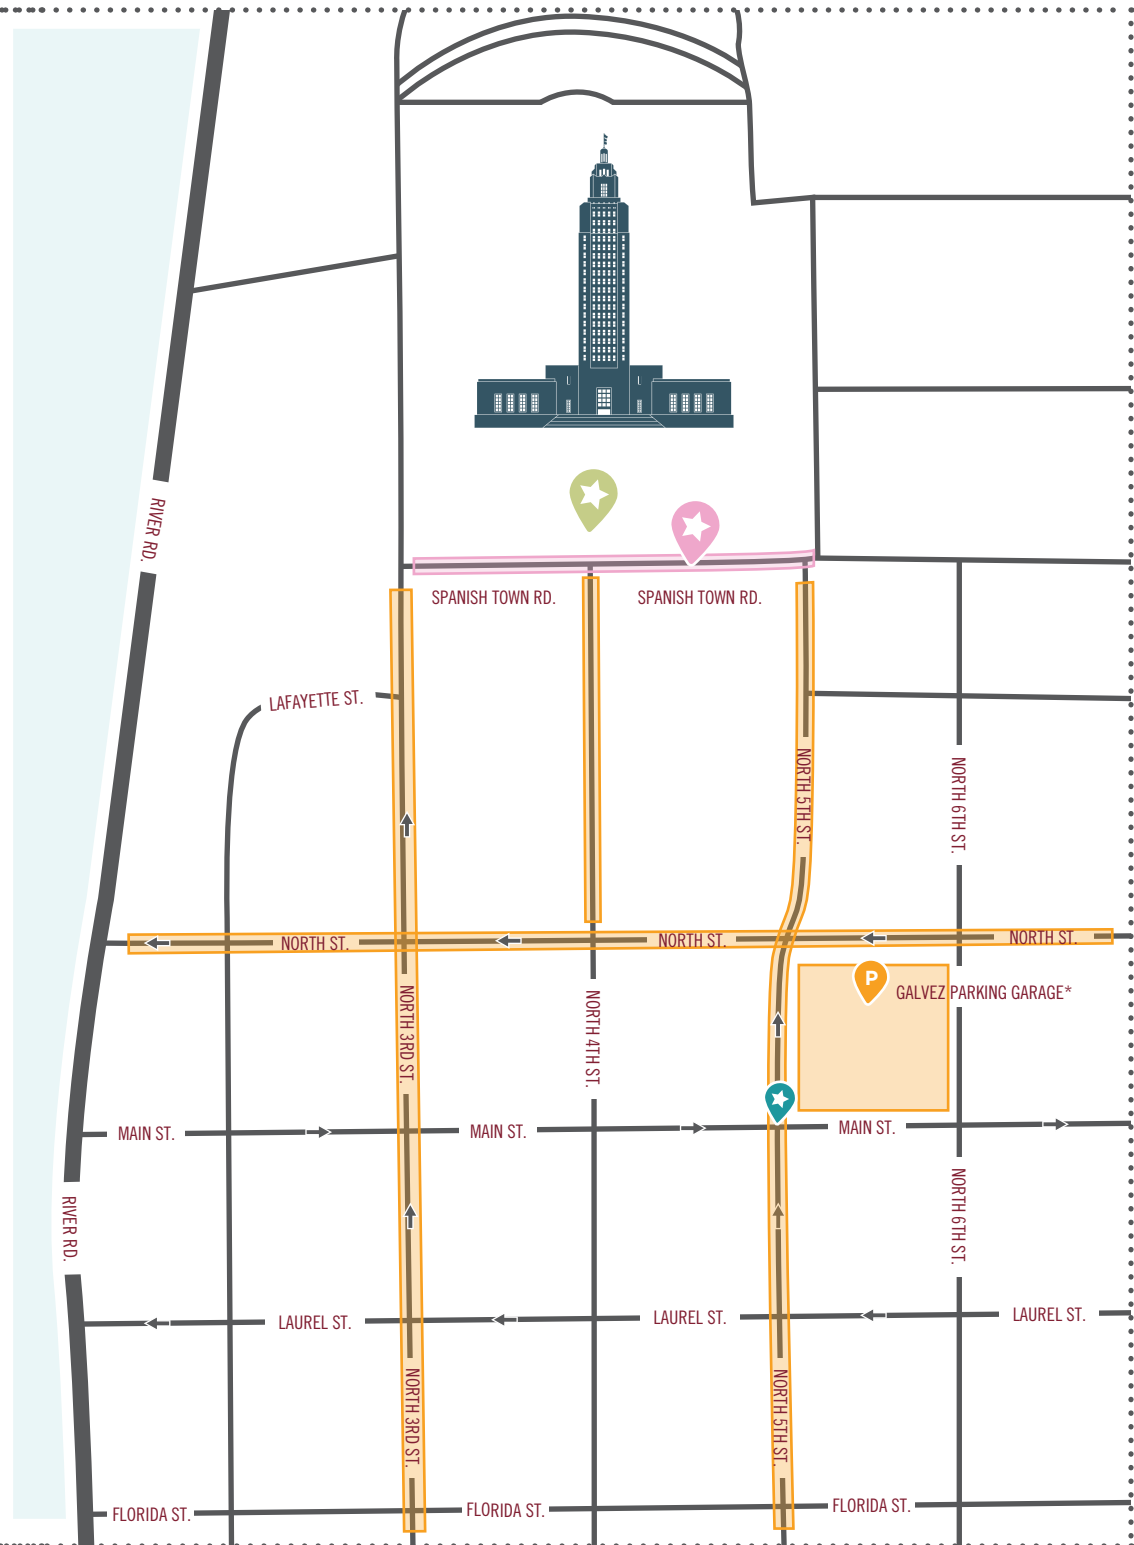 RIVER RD.
SPANISH TOWN RD.
SPANISH TOWN RD.
LAFAYETTE ST.
NORTH 5TH ST.
NORTH 6TH ST.
NORTH ST.
NORTH ST.
NORTH ST.
P
GALVEZ PARKING GARAGE*
NORTH 3RD ST.
NORTH 4TH ST.
MAIN ST.
MAIN ST.
MAIN ST.
RIVER RD.
NORTH 6TH ST.
LAUREL ST.
LAUREL ST.
LAUREL ST.
NORTH 3RD ST.
NORTH 5TH ST.
FLORIDA ST.
FLORIDA ST.
FLORIDA ST.